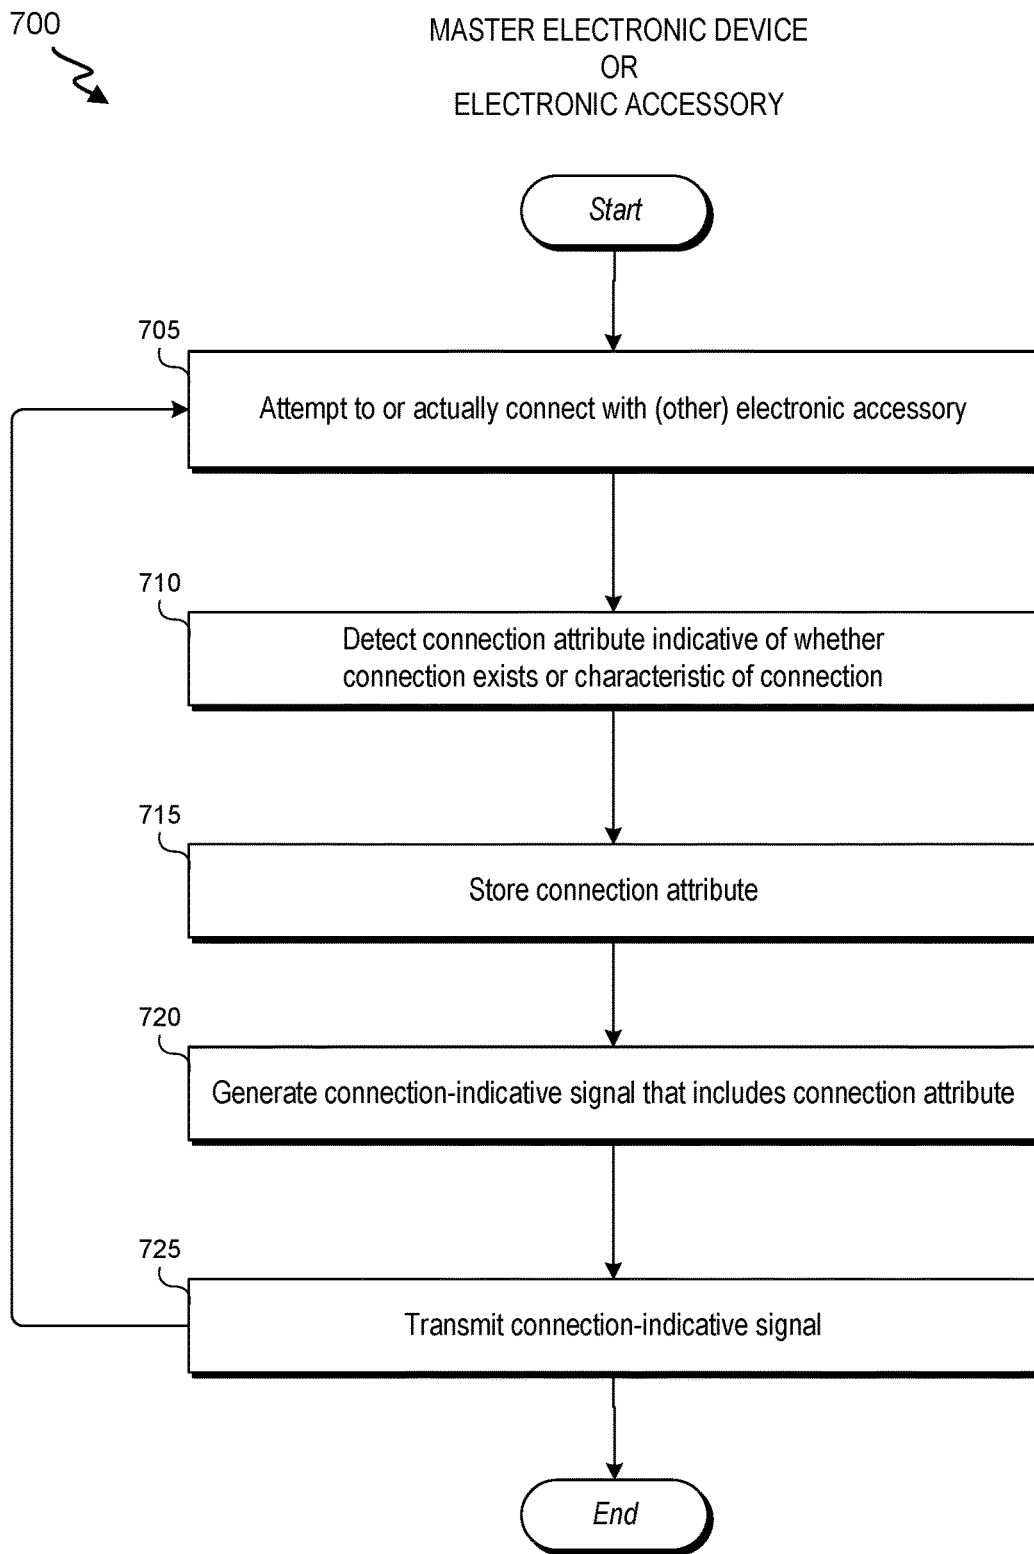 700
MASTER ELECTRONIC DEVICE
OR
ELECTRONIC ACCESSORY
Start
705
Attempt to or actually connect with (other) electronic accessory
710
Detect connection attribute indicative of whether
connection exists or characteristic of connection
715
Store connection attribute
720
Generate connection-indicative signal that includes connection attribute
725
Transmit connection-indicative signal
End